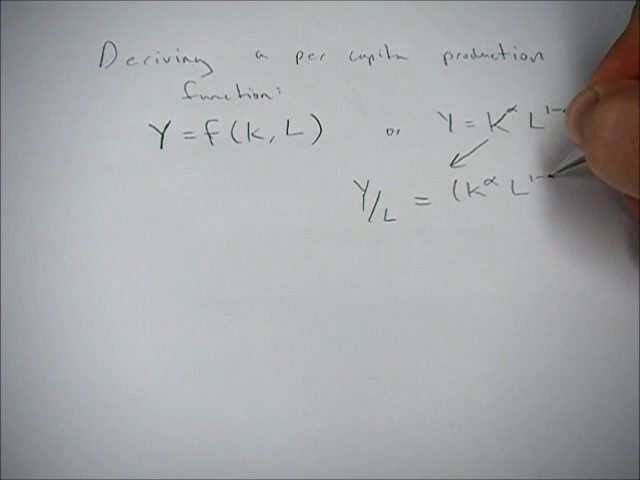 Deriving a per capita production
function:
Y = f(K, L) or Y = K^α L^1-
Y/L = (K^α L^1-